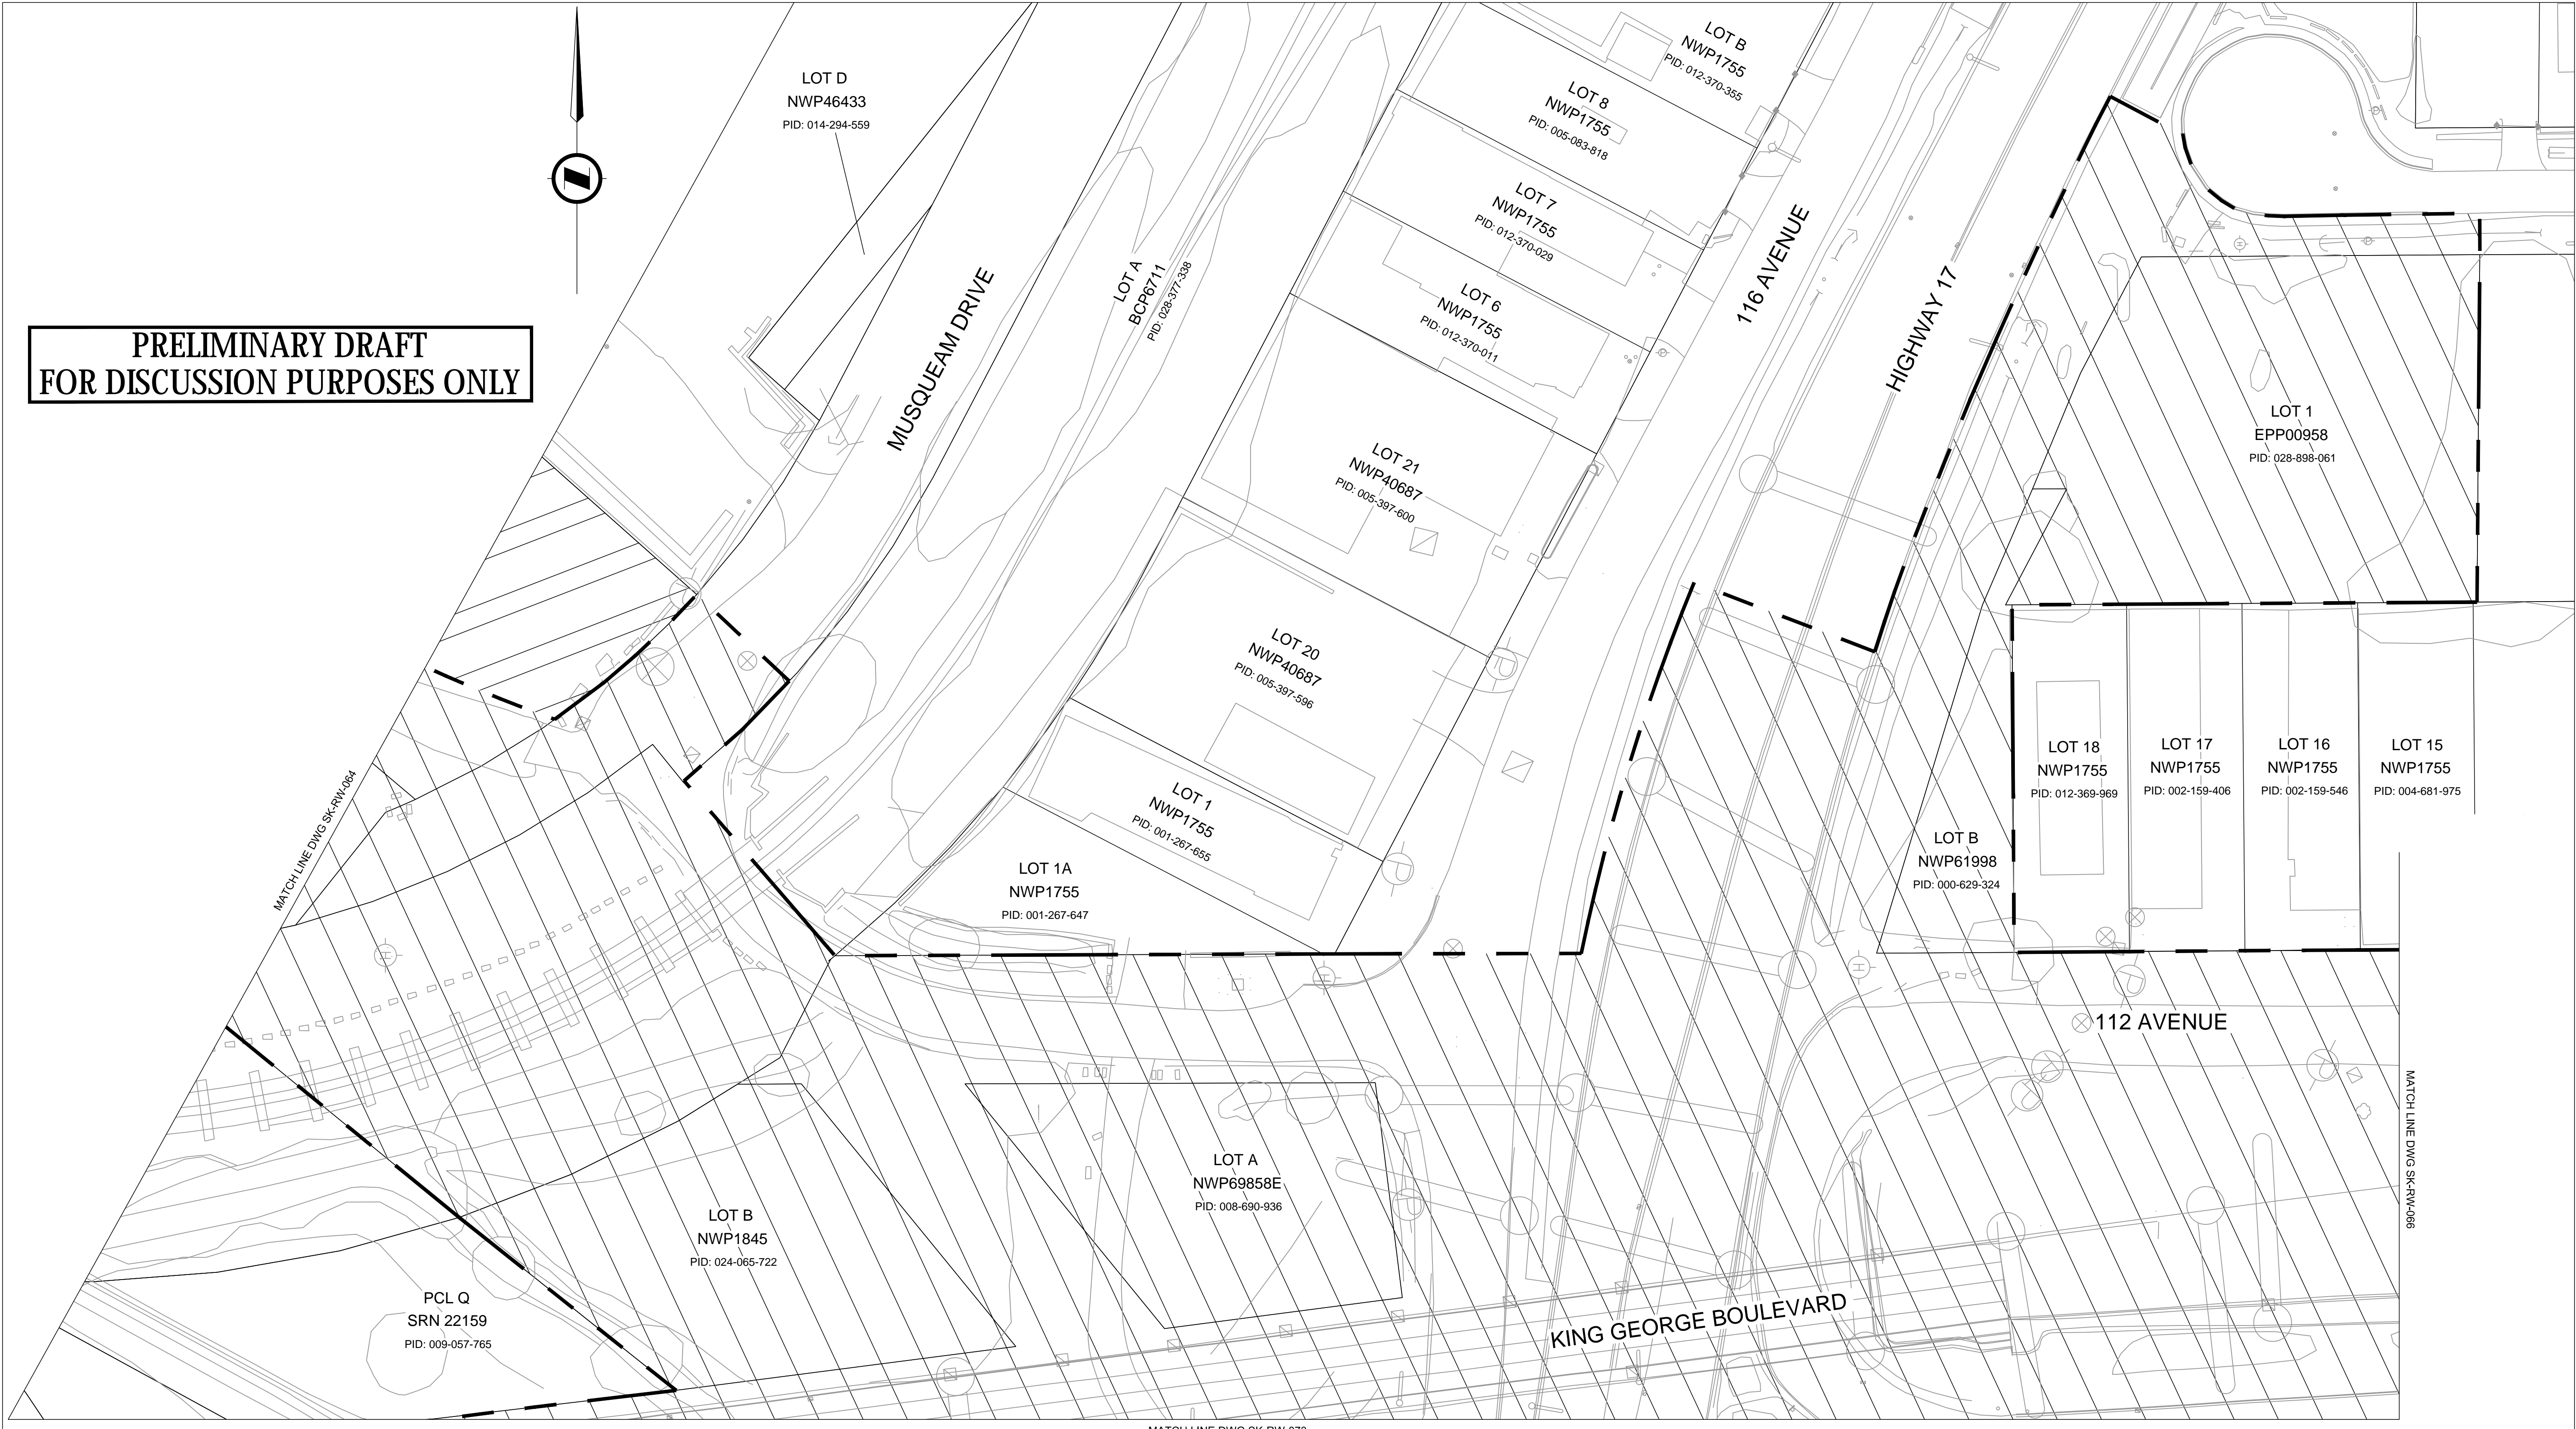 LOT D
NWP46433
PID: 014-294-559
LOT B
NWP1755
PID: 012-370-355
LOT 8
NWP1755
PID: 005-083-818
LOT 7
NWP1755
PID: 012-370-029
LOT 6
NWP1755
PID: 012-370-011
116 AVENUE
HIGHWAY 17
MUSQUEAM DRIVE
LOT A
BCP6711
PID: 028-377-338
PRELIMINARY DRAFT
FOR DISCUSSION PURPOSES ONLY
LOT 1
EPP00958
PID: 028-898-061
LOT 21
NWP40687
PID: 005-397-600
LOT 20
NWP40687
PID: 005-397-596
LOT 1
NWP1755
PID: 001-267-655
LOT 18
NWP1755
PID: 012-369-969
LOT 17
NWP1755
PID: 002-159-406
LOT 16
NWP1755
PID: 002-159-546
LOT 15
NWP1755
PID: 004-681-975
LOT B
NWP61998
PID: 000-629-324
LOT 1A
NWP1755
PID: 001-267-647
MATCH LINE DWG SK-RW-064
112 AVENUE
MATCH LINE DWG SK-RW-066
LOT A
NWP69858E
PID: 008-690-936
LOT B
NWP1845
PID: 024-065-722
PCL Q
SRN 22159
PID: 009-057-765
KING GEORGE BOULEVARD